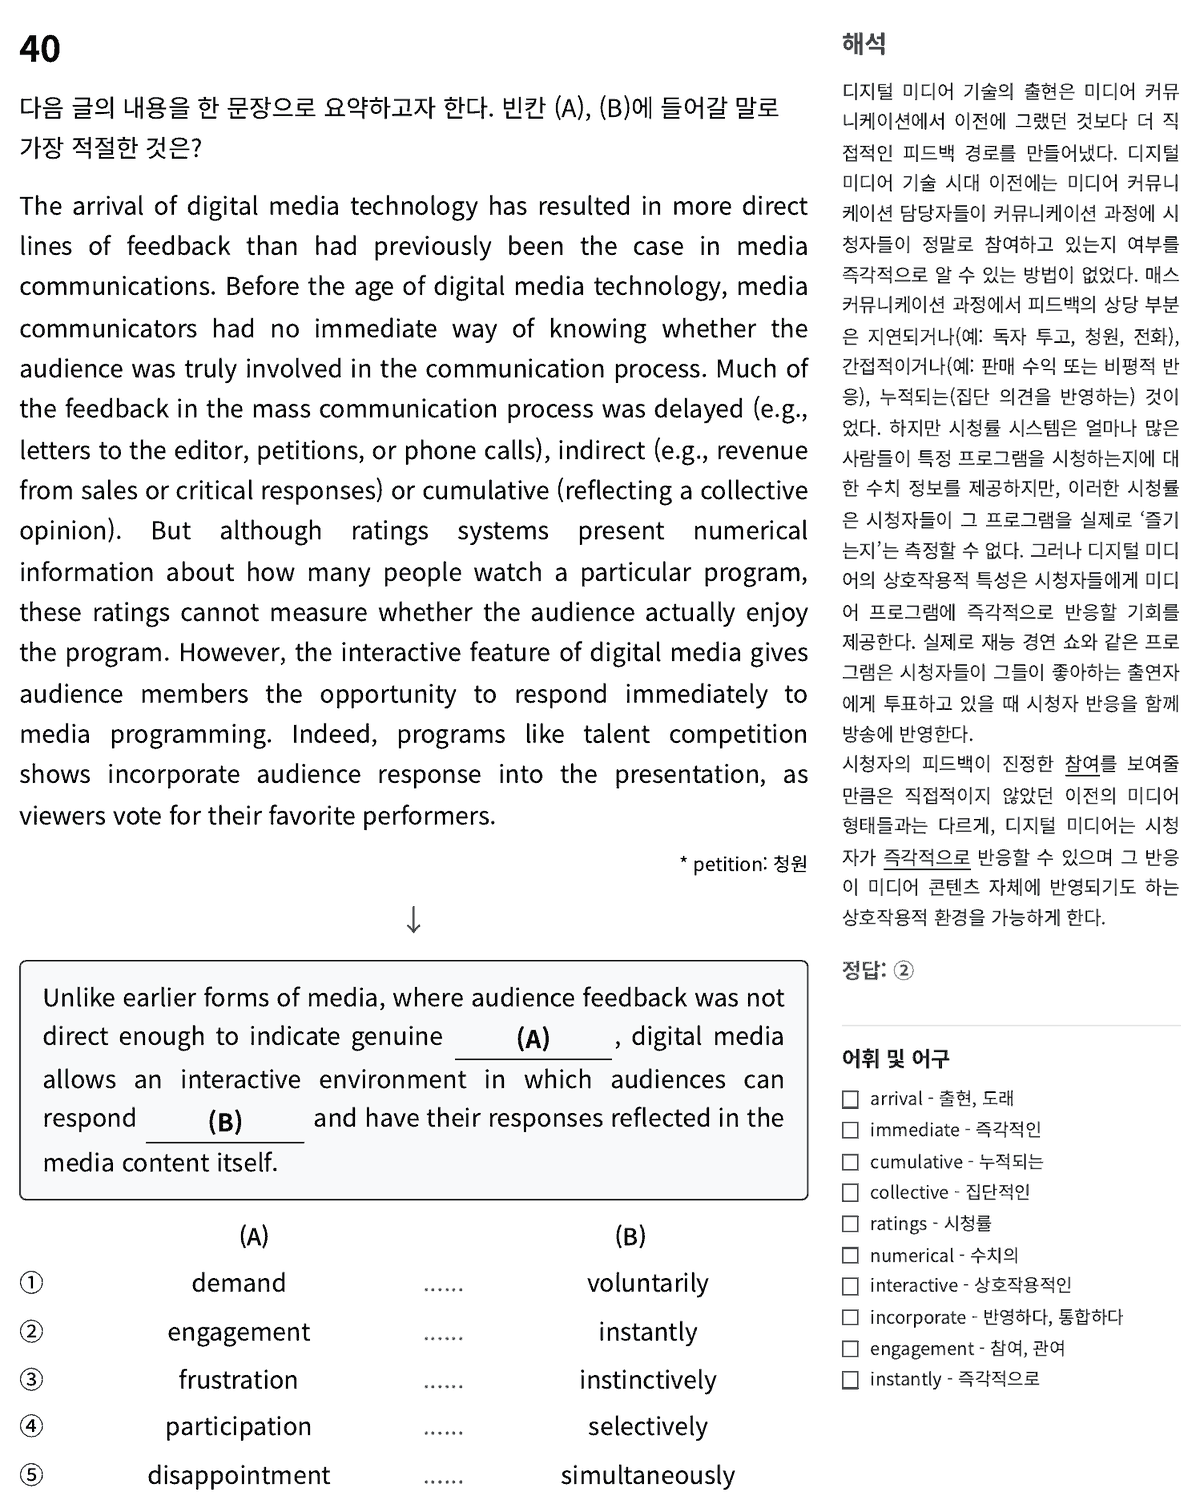 40
다음 글의 내용을 한 문장으로 요약하고자 한다. 빈칸 (A), (B)에 들어갈 말로
가장 적절한 것은?
The arrival of digital media technology has resulted in more direct
lines of feedback than had previously been the case in media
communications. Before the age of digital media technology, media
communicators had no immediate way of knowing whether the
audience was truly involved in the communication process. Much of
the feedback in the mass communication process was delayed (e.g.,
letters to the editor, petitions, or phone calls), indirect (e.g., revenue
from sales or critical responses) or cumulative (reflecting a collective
opinion). But although ratings systems present numerical
information about how many people watch a particular program,
these ratings cannot measure whether the audience actually enjoy
the program. However, the interactive feature of digital media gives
audience members the opportunity to respond immediately to
media programming. Indeed, programs like talent competition
shows incorporate audience response into the presentation, as
viewers vote for their favorite performers.
* petition: 청원
↓
Unlike earlier forms of media, where audience feedback was not
direct enough to indicate genuine (A) , digital media
allows an interactive environment in which audiences can
respond (B) and have their responses reflected in the
media content itself.
(A) (B)
① demand ...... voluntarily
② engagement ...... instantly
③ frustration ...... instinctively
④ participation ...... selectively
⑤ disappointment ...... simultaneously
해석
디지털 미디어 기술의 출현은 미디어 커뮤
니케이션에서 이전에 그랬던 것보다 더 직
접적인 피드백 경로를 만들어냈다. 디지털
미디어 기술 시대 이전에는 미디어 커뮤니
케이션 담당자들이 커뮤니케이션 과정에 시
청자들이 정말로 참여하고 있는지 여부를
즉각적으로 알 수 있는 방법이 없었다. 매스
커뮤니케이션 과정에서 피드백의 상당 부분
은 지연되거나(예: 독자 투고, 청원, 전화),
간접적이거나(예: 판매 수익 또는 비평적 반
응), 누적되는(집단 의견을 반영하는) 것이
었다. 하지만 시청률 시스템은 얼마나 많은
사람들이 특정 프로그램을 시청하는지에 대
한 수치 정보를 제공하지만, 이러한 시청률
은 시청자들이 그 프로그램을 실제로 ‘즐기
는지’는 측정할 수 없다. 그러나 디지털 미디
어의 상호작용적 특성은 시청자들에게 미디
어 프로그램에 즉각적으로 반응할 기회를
제공한다. 실제로 재능 경연 쇼와 같은 프로
그램은 시청자들이 그들이 좋아하는 출연자
에게 투표하고 있을 때 시청자 반응을 함께
방송에 반영한다.
시청자의 피드백이 진정한 참여를 보여줄
만큼은 직접적이지 않았던 이전의 미디어
형태들과는 다르게, 디지털 미디어는 시청
자가 즉각적으로 반응할 수 있으며 그 반응
이 미디어 콘텐츠 자체에 반영되기도 하는
상호작용적 환경을 가능하게 한다.
정답: ②
어휘 및 어구
□ arrival - 출현, 도래
□ immediate - 즉각적인
□ cumulative - 누적되는
□ collective - 집단적인
□ ratings - 시청률
□ numerical - 수치의
□ interactive - 상호작용적인
□ incorporate - 반영하다, 통합하다
□ engagement - 참여, 관여
□ instantly - 즉각적으로